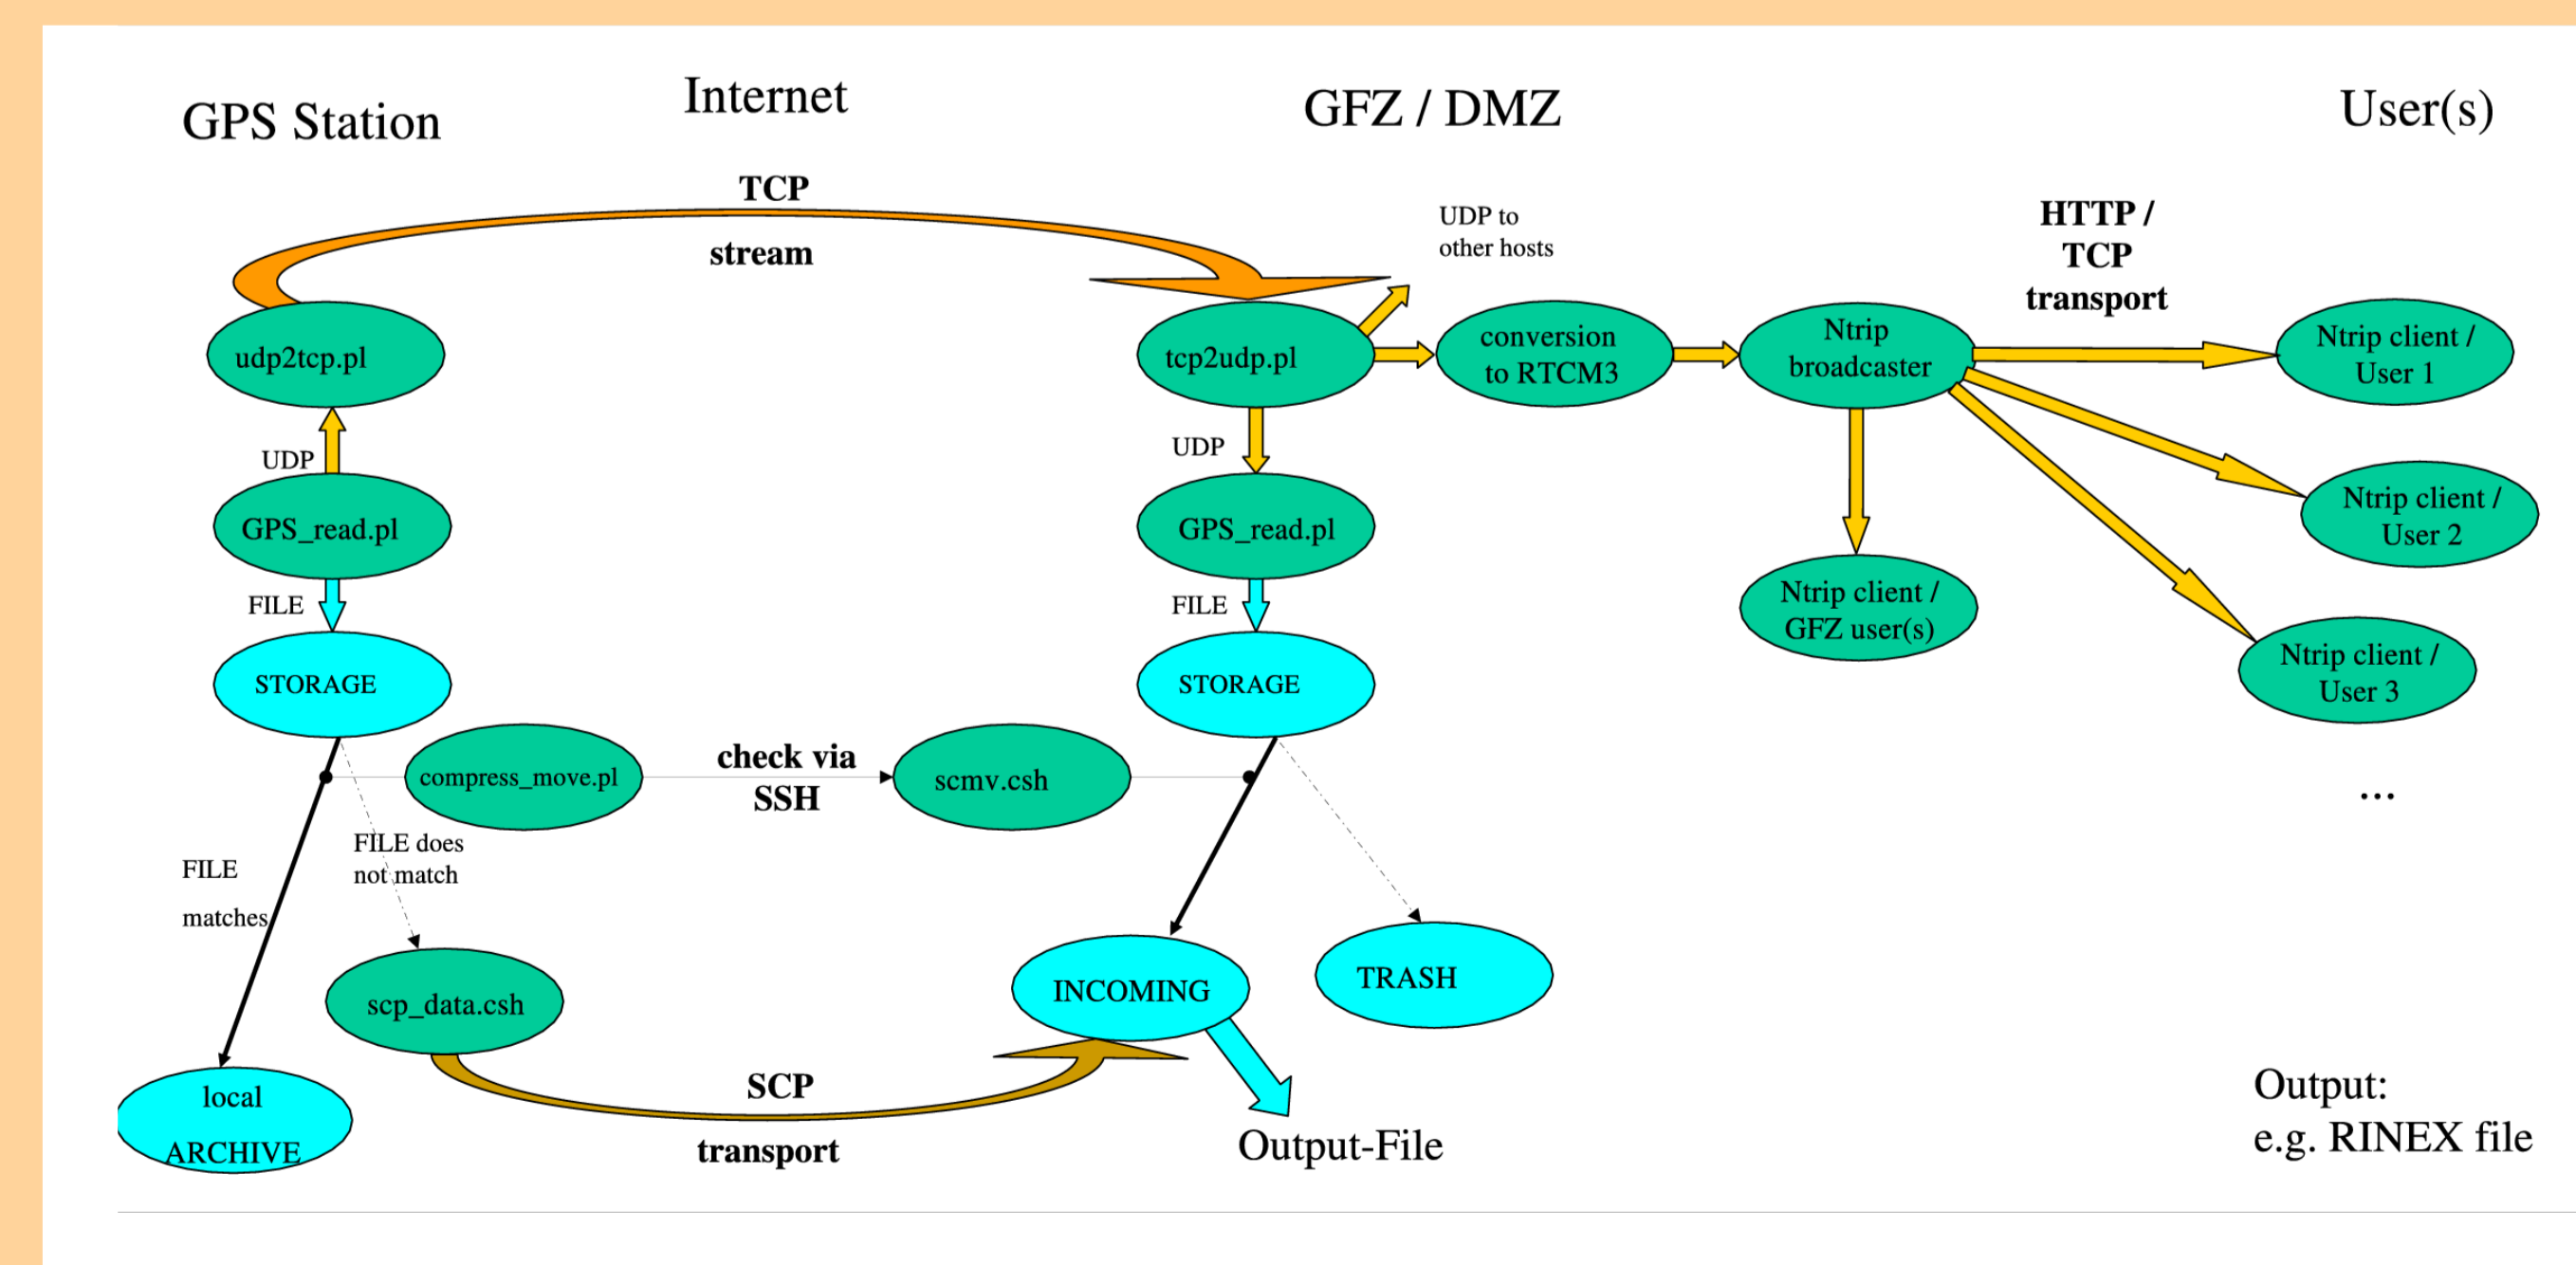 GPS Station
Internet
GFZ / DMZ
User(s)
TCP
stream
UDP to
other hosts
HTTP /
TCP
transport
udp2tcp.pl
tcp2udp.pl
conversion
to RTCM3
Ntrip
broadcaster
Ntrip client /
User 1
UDP
UDP
GPS_read.pl
GPS_read.pl
Ntrip client /
User 2
FILE
FILE
Ntrip client /
GFZ user(s)
STORAGE
STORAGE
Ntrip client /
User 3
compress_move.pl
check via
SSH
scmv.csh
...
FILE does
not match
FILE
matches
scp_data.csh
INCOMING
TRASH
local
ARCHIVE
SCP
transport
Output-File
Output:
e.g. RINEX file